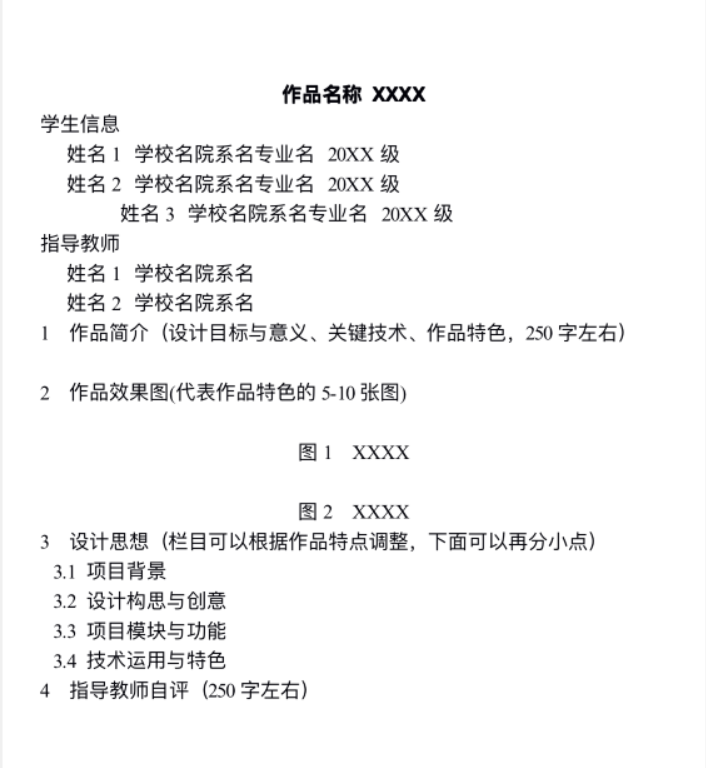 作品名称 XXXX
学生信息
姓名 1 学校名院系名专业名 20XX 级
姓名 2 学校名院系名专业名 20XX 级
姓名 3 学校名院系名专业名 20XX 级
指导教师
姓名 1 学校名院系名
姓名 2 学校名院系名
1 作品简介（设计目标与意义、关键技术、作品特色，250 字左右）
2 作品效果图(代表作品特色的 5-10 张图)
图 1 XXXX
图 2 XXXX
3 设计思想（栏目可以根据作品特点调整，下面可以再分小点）
3.1 项目背景
3.2 设计构思与创意
3.3 项目模块与功能
3.4 技术运用与特色
4 指导教师自评（250 字左右）